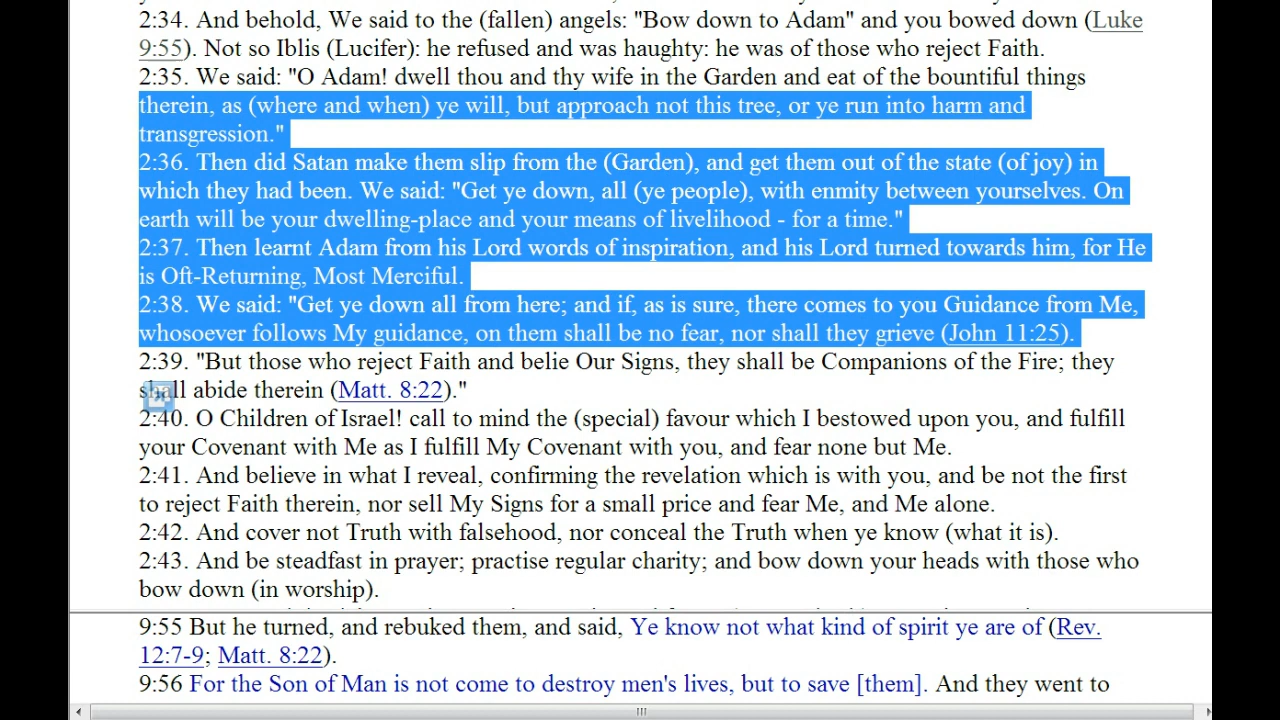 2:34. And behold, We said to the (fallen) angels: "Bow down to Adam" and you bowed down (Luke
9:55). Not so Iblis (Lucifer): he refused and was haughty: he was of those who reject Faith.
2:35. We said: "O Adam! dwell thou and thy wife in the Garden and eat of the bountiful things
therein, as (where and when) ye will, but approach not this tree, or ye run into harm and
transgression."
2:36. Then did Satan make them slip from the (Garden), and get them out of the state (of joy) in
which they had been. We said: "Get ye down, all (ye people), with enmity between yourselves. On
earth will be your dwelling-place and your means of livelihood - for a time."
2:37. Then learnt Adam from his Lord words of inspiration, and his Lord turned towards him, for He
is Oft-Returning, Most Merciful.
2:38. We said: "Get ye down all from here; and if, as is sure, there comes to you Guidance from Me,
whosoever follows My guidance, on them shall be no fear, nor shall they grieve (John 11:25).
2:39. "But those who reject Faith and belie Our Signs, they shall be Companions of the Fire; they
shall abide therein (Matt. 8:22)."
2:40. O Children of Israel! call to mind the (special) favour which I bestowed upon you, and fulfill
your Covenant with Me as I fulfill My Covenant with you, and fear none but Me.
2:41. And believe in what I reveal, confirming the revelation which is with you, and be not the first
to reject Faith therein, nor sell My Signs for a small price and fear Me, and Me alone.
2:42. And cover not Truth with falsehood, nor conceal the Truth when ye know (what it is).
2:43. And be steadfast in prayer; practise regular charity; and bow down your heads with those who
bow down (in worship).
9:55 But he turned, and rebuked them, and said, Ye know not what kind of spirit ye are of (Rev.
12:7-9; Matt. 8:22).
9:56 For the Son of Man is not come to destroy men's lives, but to save [them]. And they went to